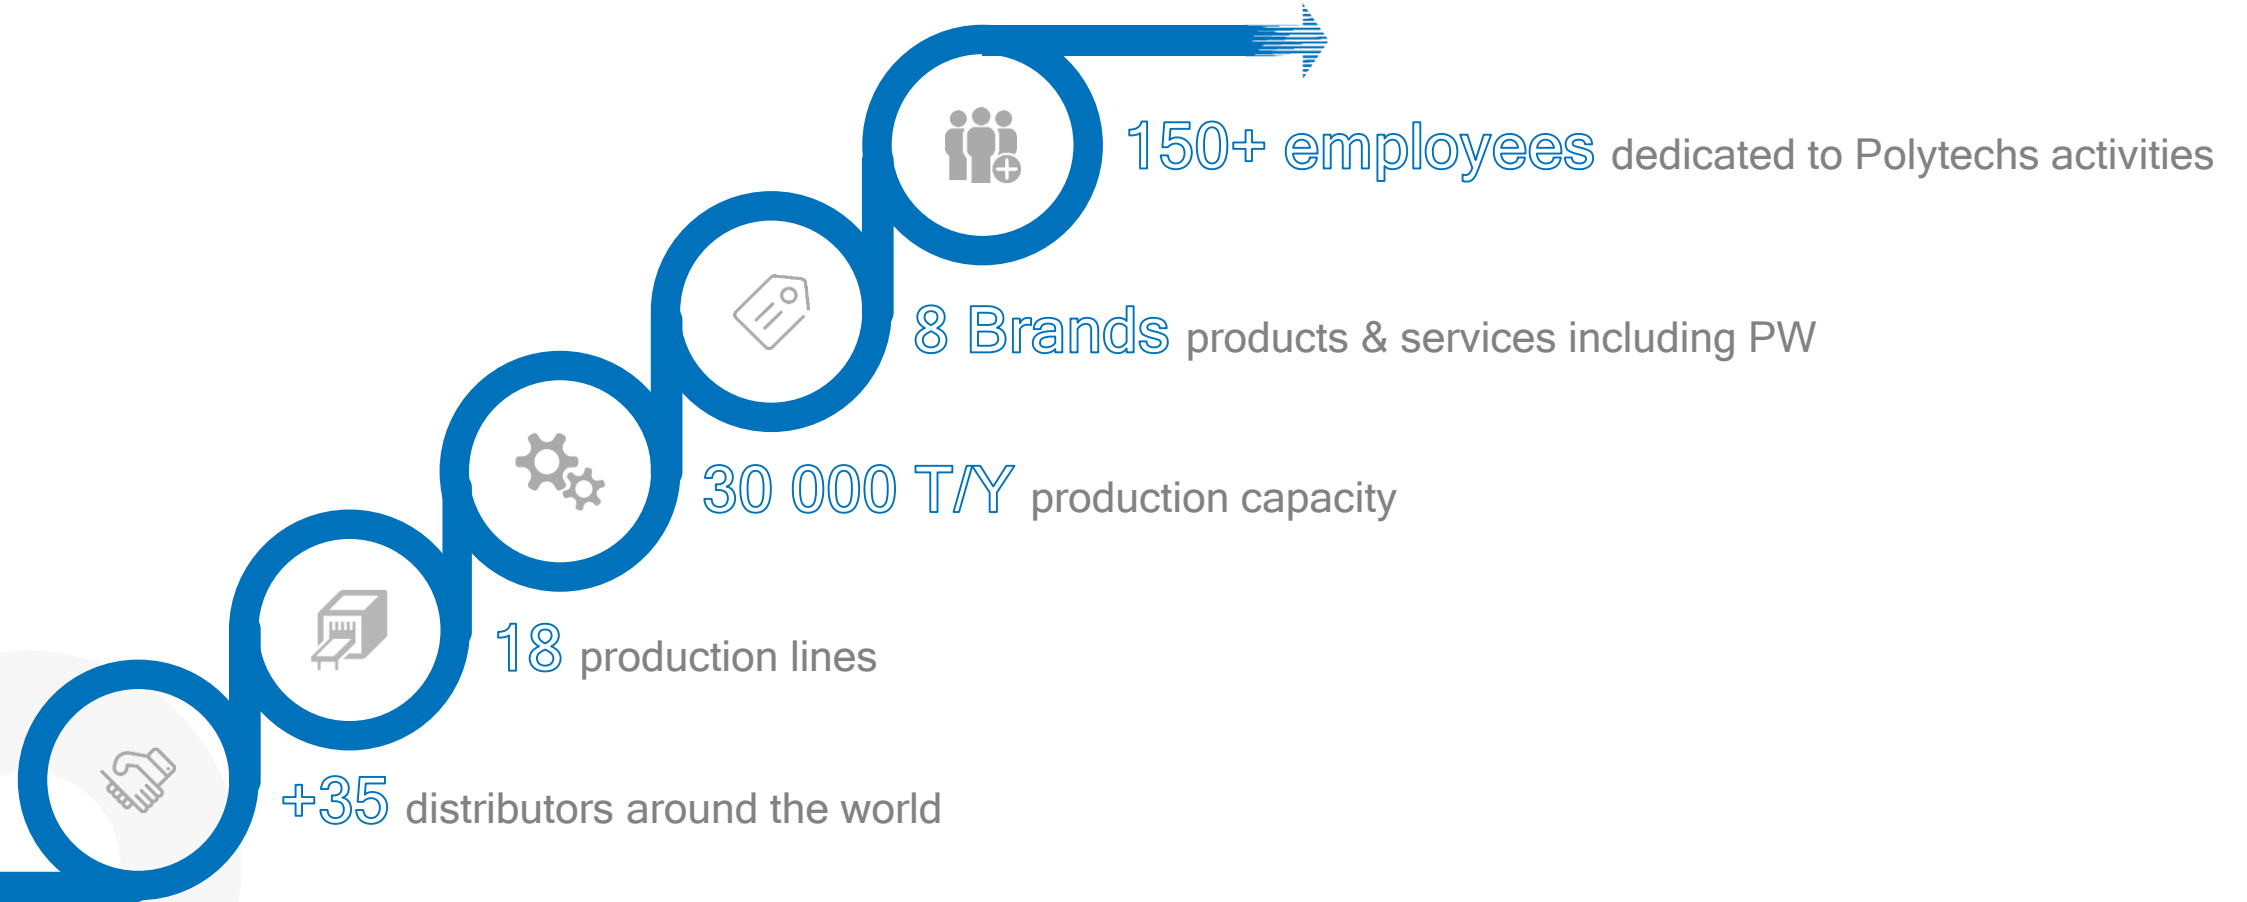 150+ employees dedicated to Polytechs activities
8 Brands products & services including PW
30 000 T/Y production capacity
18 production lines
+35 distributors around the world